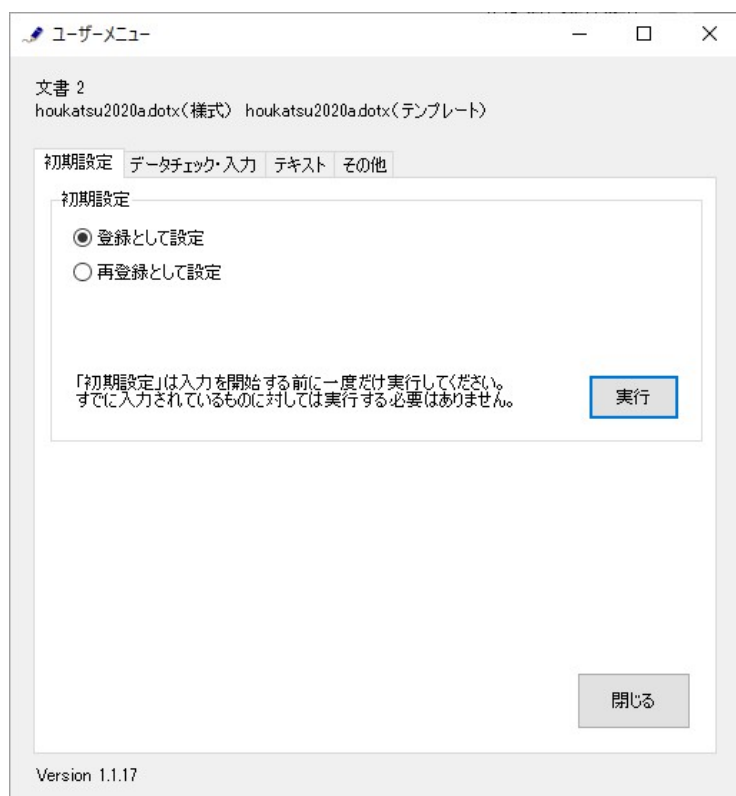 ユーザーメニュー
文書 2
houkatsu2020a.dotx(様式) houkatsu2020a.dotx(テンプレート)
初期設定 データチェック・入力 テキスト その他
初期設定
登録として設定
再登録として設定
「初期設定」は入力を開始する前に一度だけ実行してください。
すでに入力されているものに対しては実行する必要はありません。
実行
閉じる
Version 1.1.17